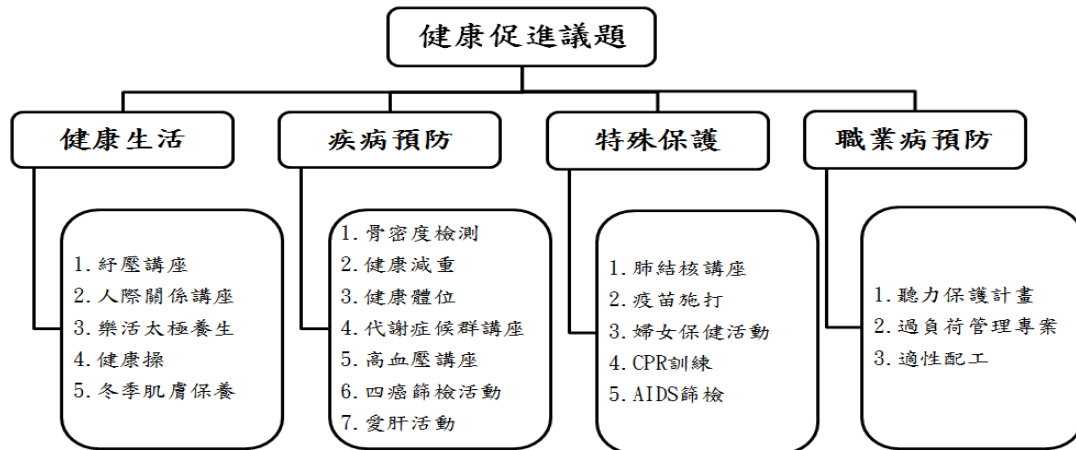 健康促進議題
健康生活
疾病預防
特殊保護
職業病預防
1.紓壓講座
2.人際關係講座
3.樂活太極養生
4.健康操
5.冬季肌膚保養
1.骨密度檢測
2.健康減重
3.健康體位
4.代謝症候群講座
5.高血壓講座
6.四癌篩檢活動
7.愛肝活動
1.肺結核講座
2.疫苗施打
3.婦女保健活動
4.CPR訓練
5.AIDS篩檢
1.聽力保護計畫
2.過負荷管理專案
3.適性配工